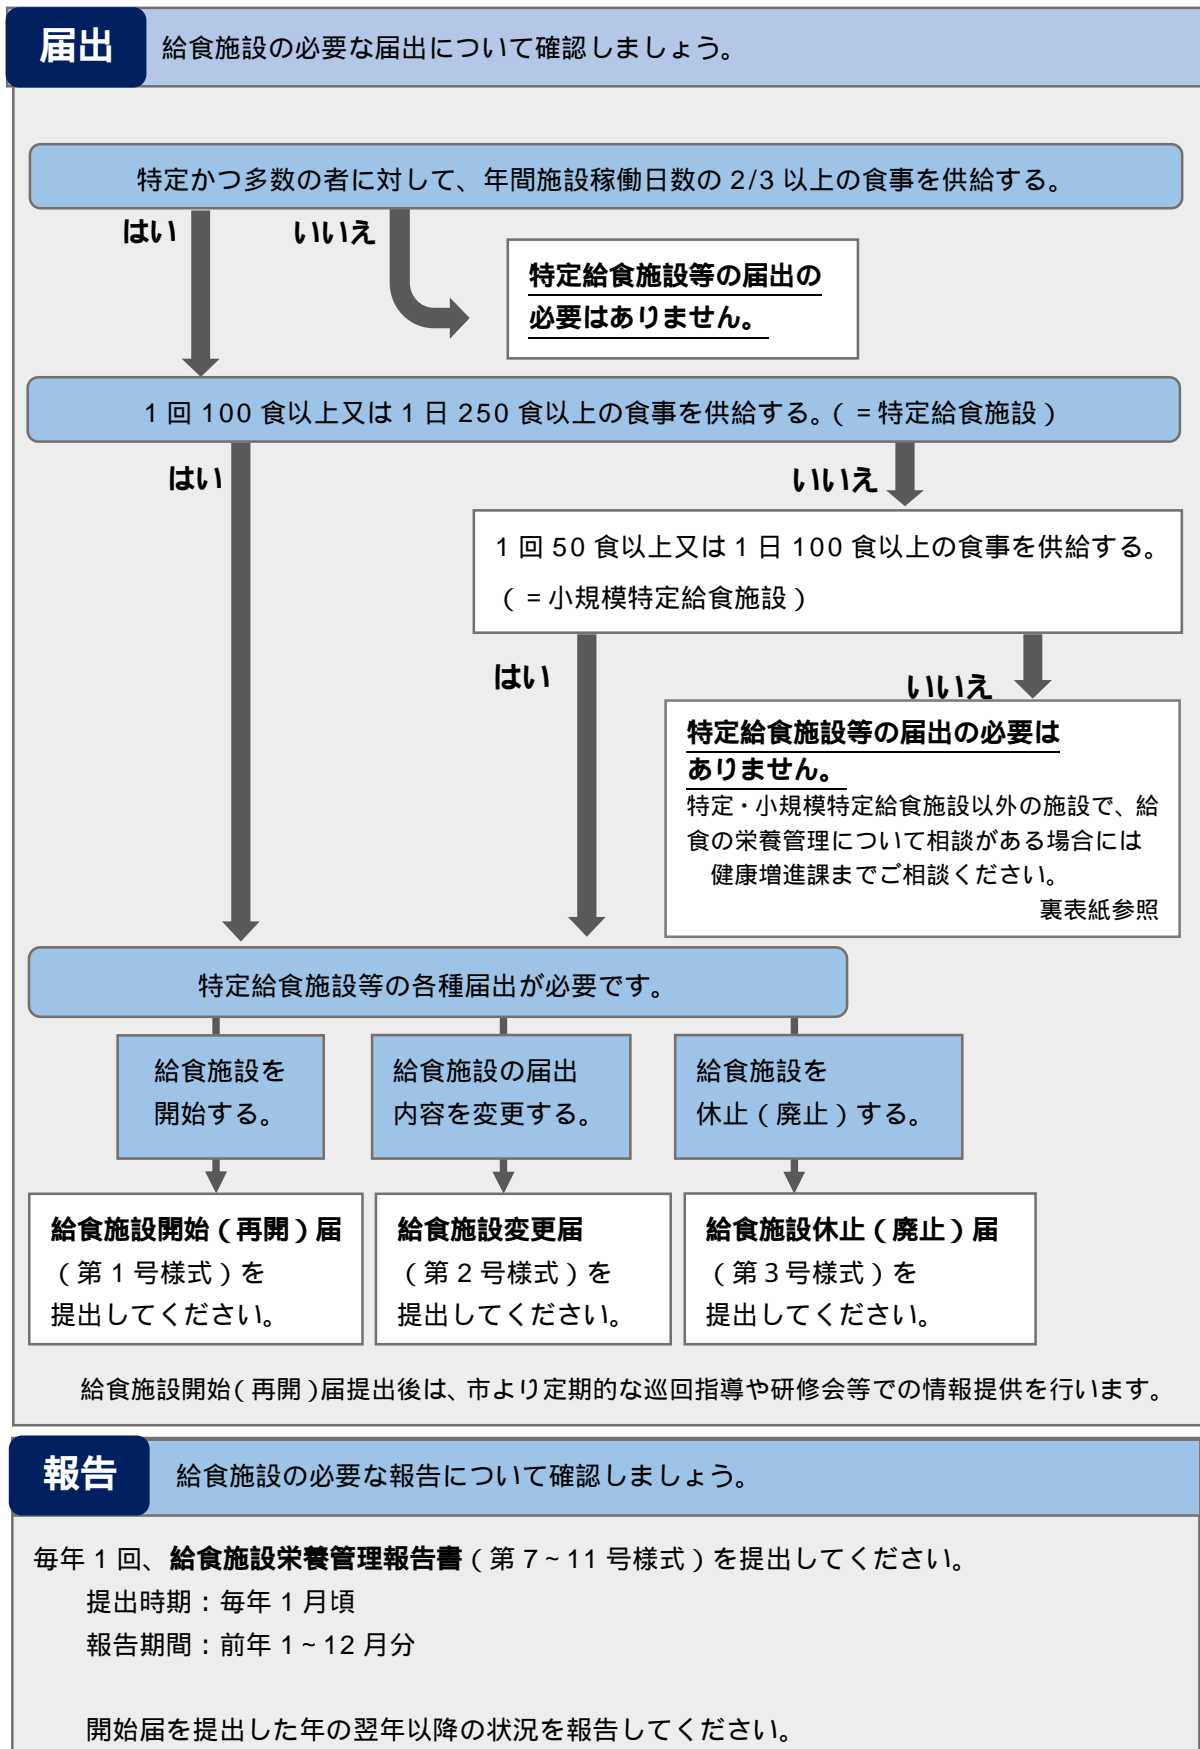 届出
給食施設の必要な届出について確認しましょう。
特定かつ多数の者に対して、年間施設稼働日数の 2/3 以上の食事を供給する。
はい
いいえ
特定給食施設等の届出の
必要はありません。
1 回 100 食以上又は 1 日 250 食以上の食事を供給する。( = 特定給食施設 )
はい
いいえ
1 回 50 食以上又は 1 日 100 食以上の食事を供給する。
( = 小規模特定給食施設 )
はい
いいえ
特定給食施設等の届出の必要は
ありません。
特定・小規模特定給食施設以外の施設で、給
食の栄養管理について相談がある場合には
健康増進課までご相談ください。
裏表紙参照
特定給食施設等の各種届出が必要です。
給食施設を
開始する。
給食施設の届出
内容を変更する。
給食施設を
休止 ( 廃止 ) する。
給食施設開始 ( 再開 ) 届
( 第 1 号様式 ) を
提出してください。
給食施設変更届
( 第 2 号様式 ) を
提出してください。
給食施設休止 ( 廃止 ) 届
( 第 3 号様式 ) を
提出してください。
給食施設開始( 再開 )届提出後は、市より定期的な巡回指導や研修会等での情報提供を行います。
報告
給食施設の必要な報告について確認しましょう。
毎年 1 回、給食施設栄養管理報告書 ( 第 7 ~ 11 号様式 ) を提出してください。
提出時期 : 毎年 1 月頃
報告期間 : 前年 1 ~ 12 月分
開始届を提出した年の翌年以降の状況を報告してください。